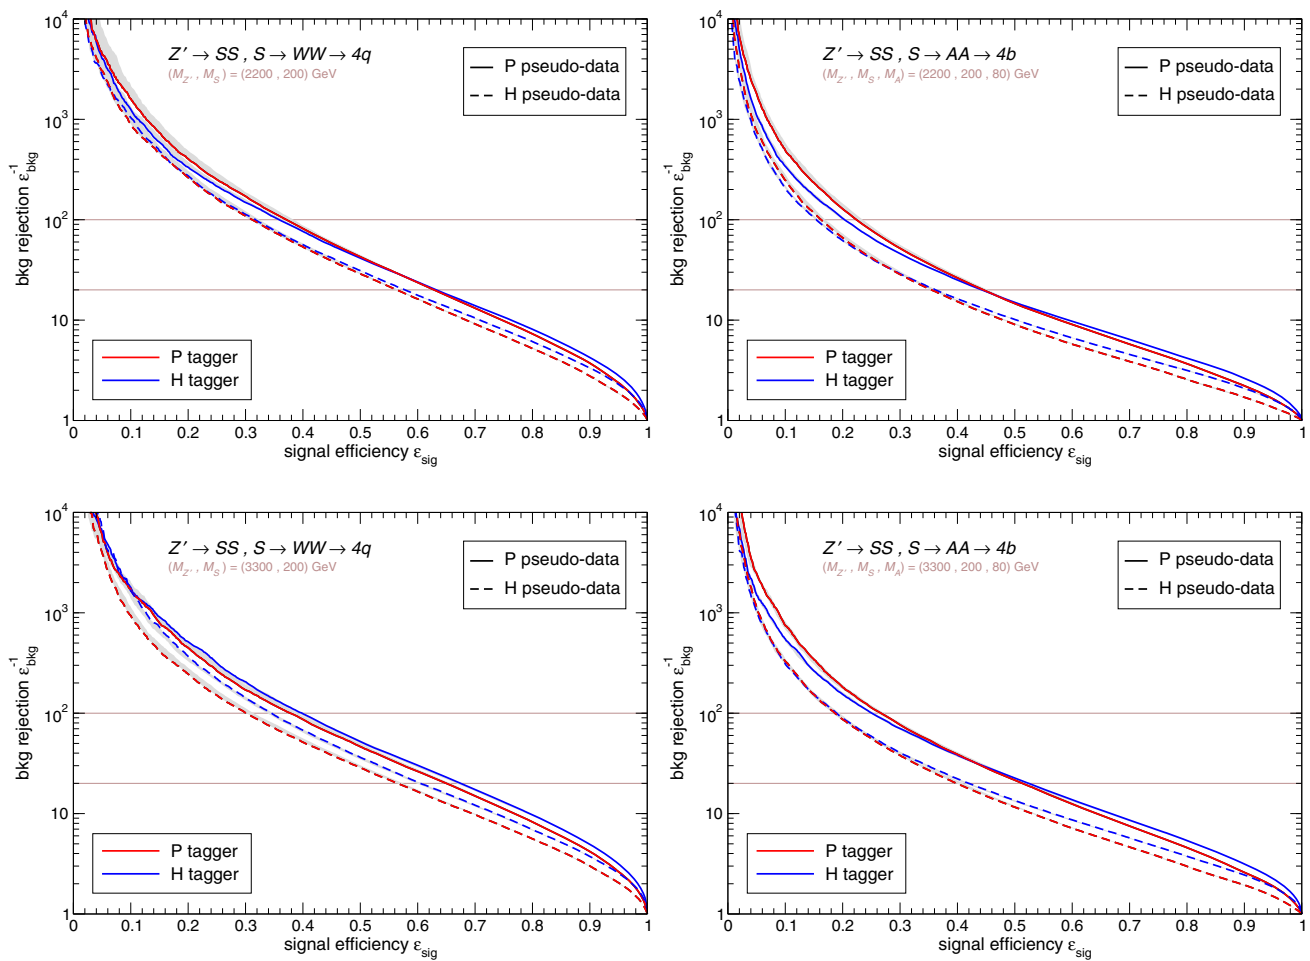 10^4
10^3
10^2
10
1
bkg rejection ε_bkg^-1
Z′ → SS , S → WW → 4q
(M_Z′ , M_S) = (2200 , 200) GeV
P pseudo-data
H pseudo-data
P tagger
H tagger
0 0.1 0.2 0.3 0.4 0.5 0.6 0.7 0.8 0.9 1
signal efficiency ε_sig
10^4
10^3
10^2
10
1
bkg rejection ε_bkg^-1
Z′ → SS , S → AA → 4b
(M_Z′ , M_S , M_A) = (2200 , 200 , 80) GeV
P pseudo-data
H pseudo-data
P tagger
H tagger
0 0.1 0.2 0.3 0.4 0.5 0.6 0.7 0.8 0.9 1
signal efficiency ε_sig
10^4
10^3
10^2
10
1
bkg rejection ε_bkg^-1
Z′ → SS , S → WW → 4q
(M_Z′ , M_S) = (3300 , 200) GeV
P pseudo-data
H pseudo-data
P tagger
H tagger
0 0.1 0.2 0.3 0.4 0.5 0.6 0.7 0.8 0.9 1
signal efficiency ε_sig
10^4
10^3
10^2
10
1
bkg rejection ε_bkg^-1
Z′ → SS , S → AA → 4b
(M_Z′ , M_S , M_A) = (3300 , 200 , 80) GeV
P pseudo-data
H pseudo-data
P tagger
H tagger
0 0.1 0.2 0.3 0.4 0.5 0.6 0.7 0.8 0.9 1
signal efficiency ε_sig